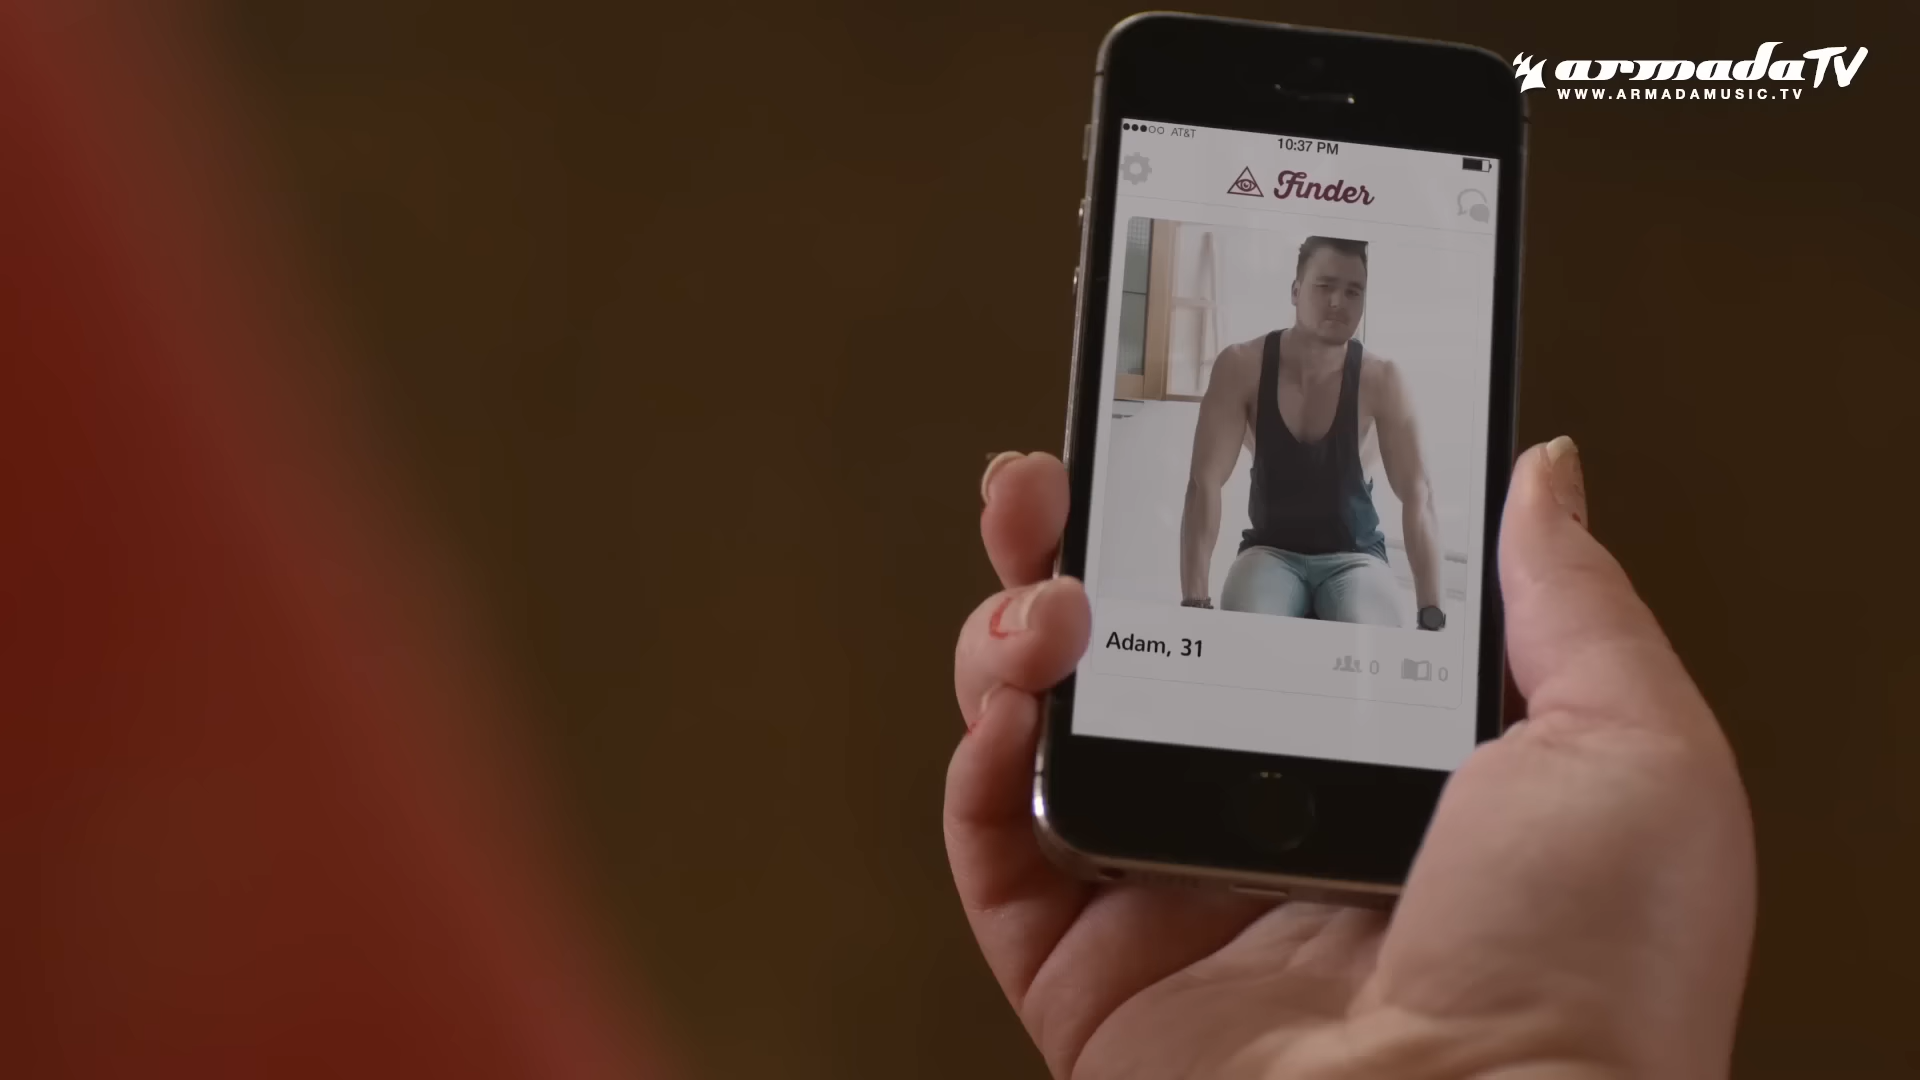 armadaTV
WWW.ARMADAMUSIC.TV
AT&T
10:37 PM
Finder
Adam, 31
0
0